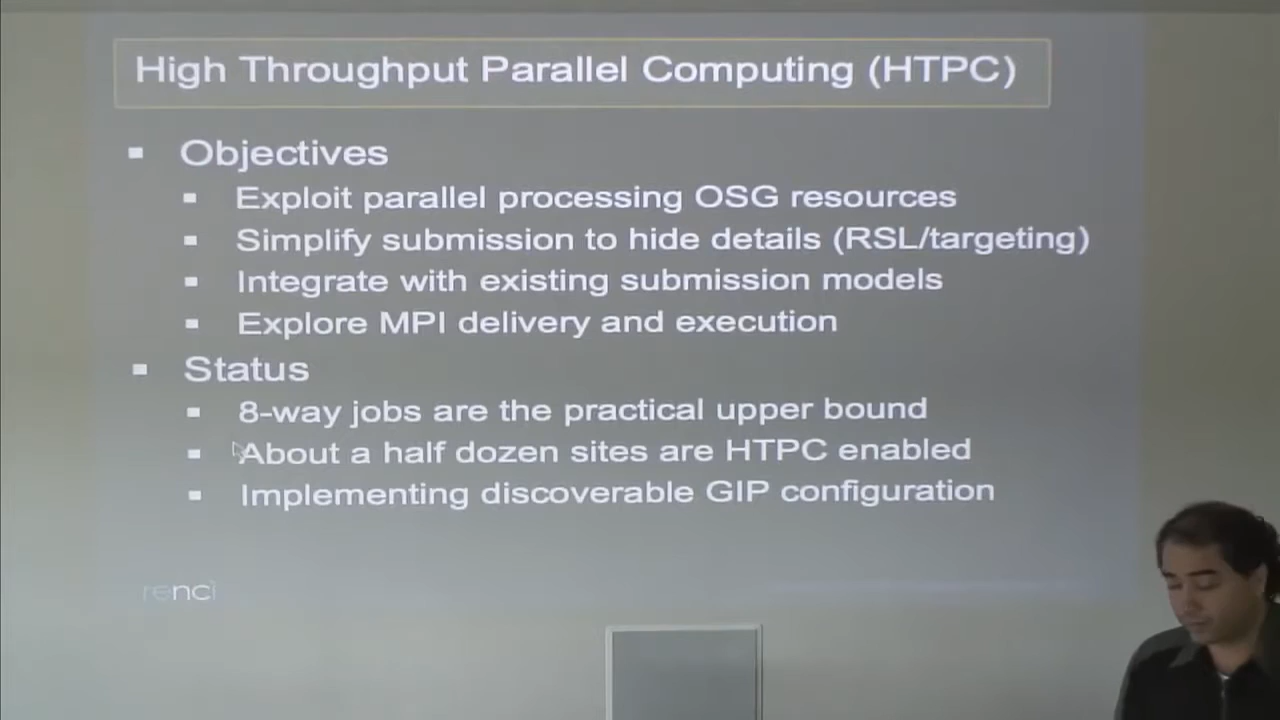 High Throughput Parallel Computing (HTPC)
Objectives
Exploit parallel processing OSG resources
Simplify submission to hide details (RSL/targeting)
Integrate with existing submission models
Explore MPI delivery and execution
Status
8-way jobs are the practical upper bound
About a half dozen sites are HTPC enabled
Implementing discoverable GIP configuration
renci